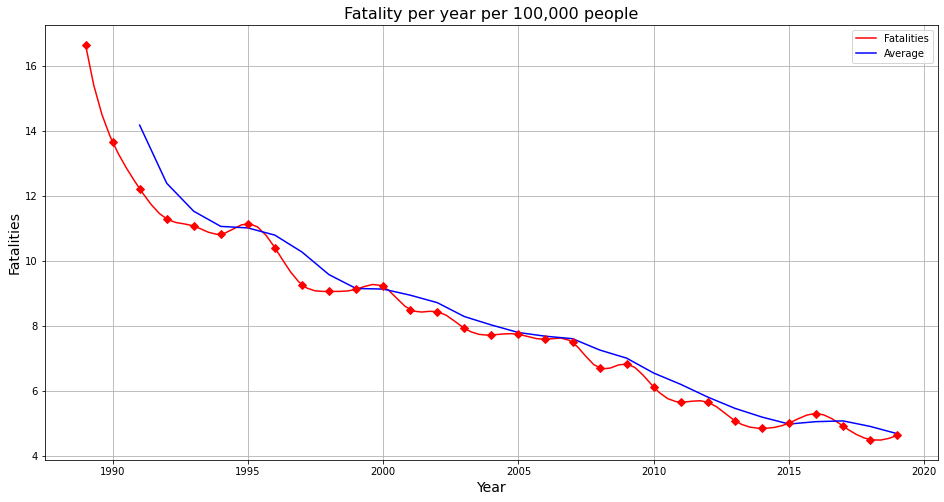 Fatality per year per 100,000 people
Fatalities
Average
16
14
12
10
8
6
4
Fatalities
1990
1995
2000
2005
2010
2015
2020
Year